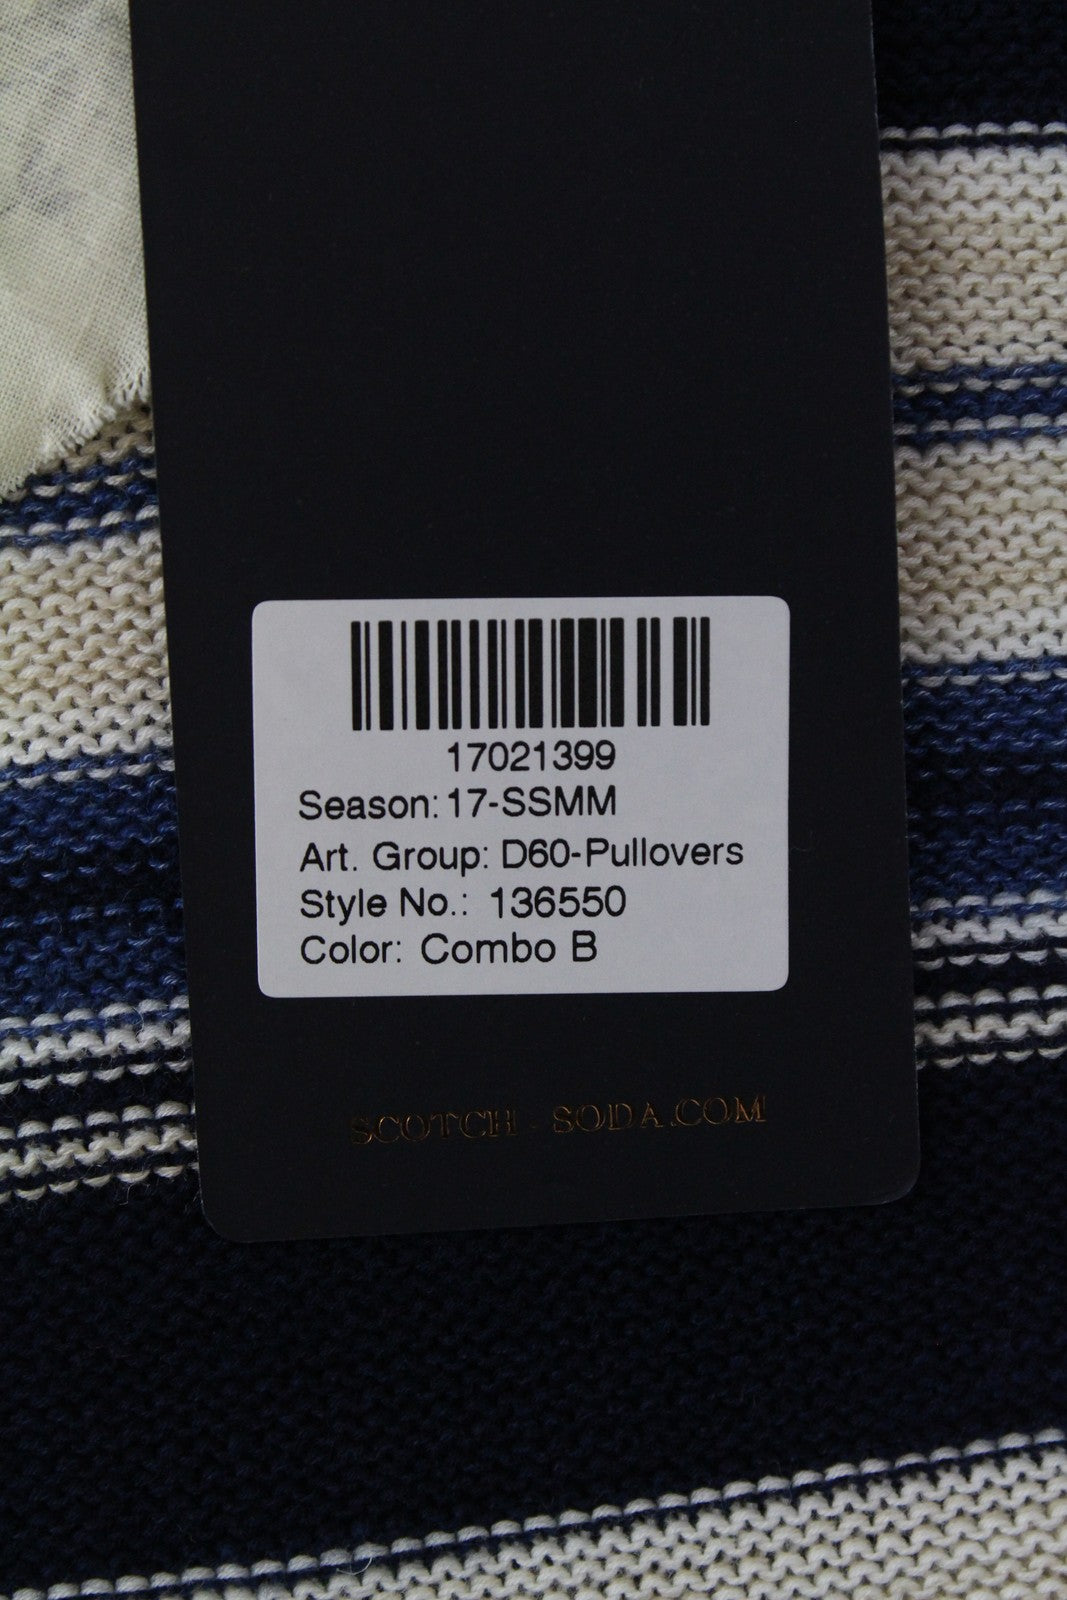 17021399
Season: 17-SSMM
Art. Group: D60-Pullovers
Style No.: 136550
Color: Combo B
SCOTCH-SODA.COM